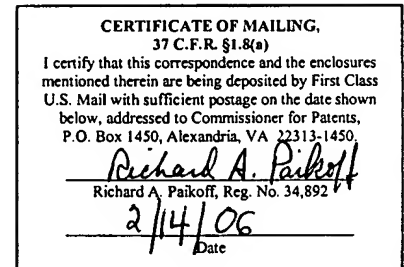 CERTIFICATE OF MAILING,
37 C.F.R. §1.8(a)
I certify that this correspondence and the enclosures
mentioned therein are being deposited by First Class
U.S. Mail with sufficient postage on the date shown
below, addressed to Commissioner for Patents,
P.O. Box 1450, Alexandria, VA 22313-1450.
Richard A. Paikoff
Richard A. Paikoff, Reg. No. 34,892
2/14/06
Date